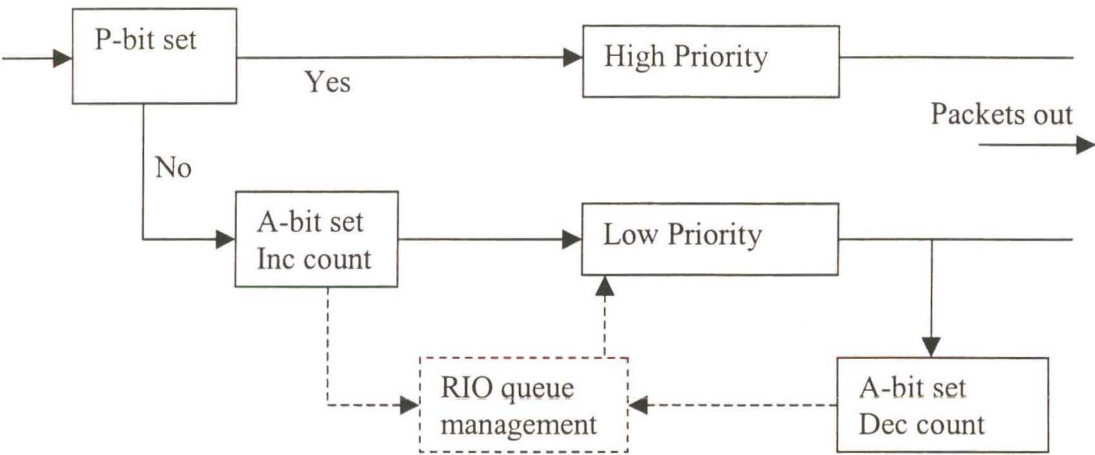 P-bit set
Yes
High Priority
Packets out
No
A-bit set
Inc count
Low Priority
RIO queue
management
A-bit set
Dec count